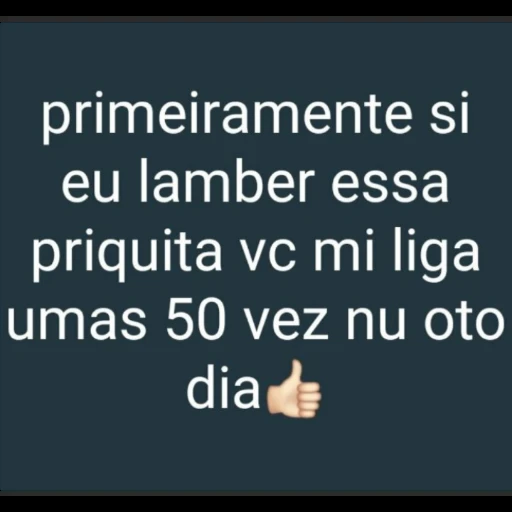 primeiramente si
eu lamber essa
priquita vc mi liga
umas 50 vez nu oto
dia👍🏻